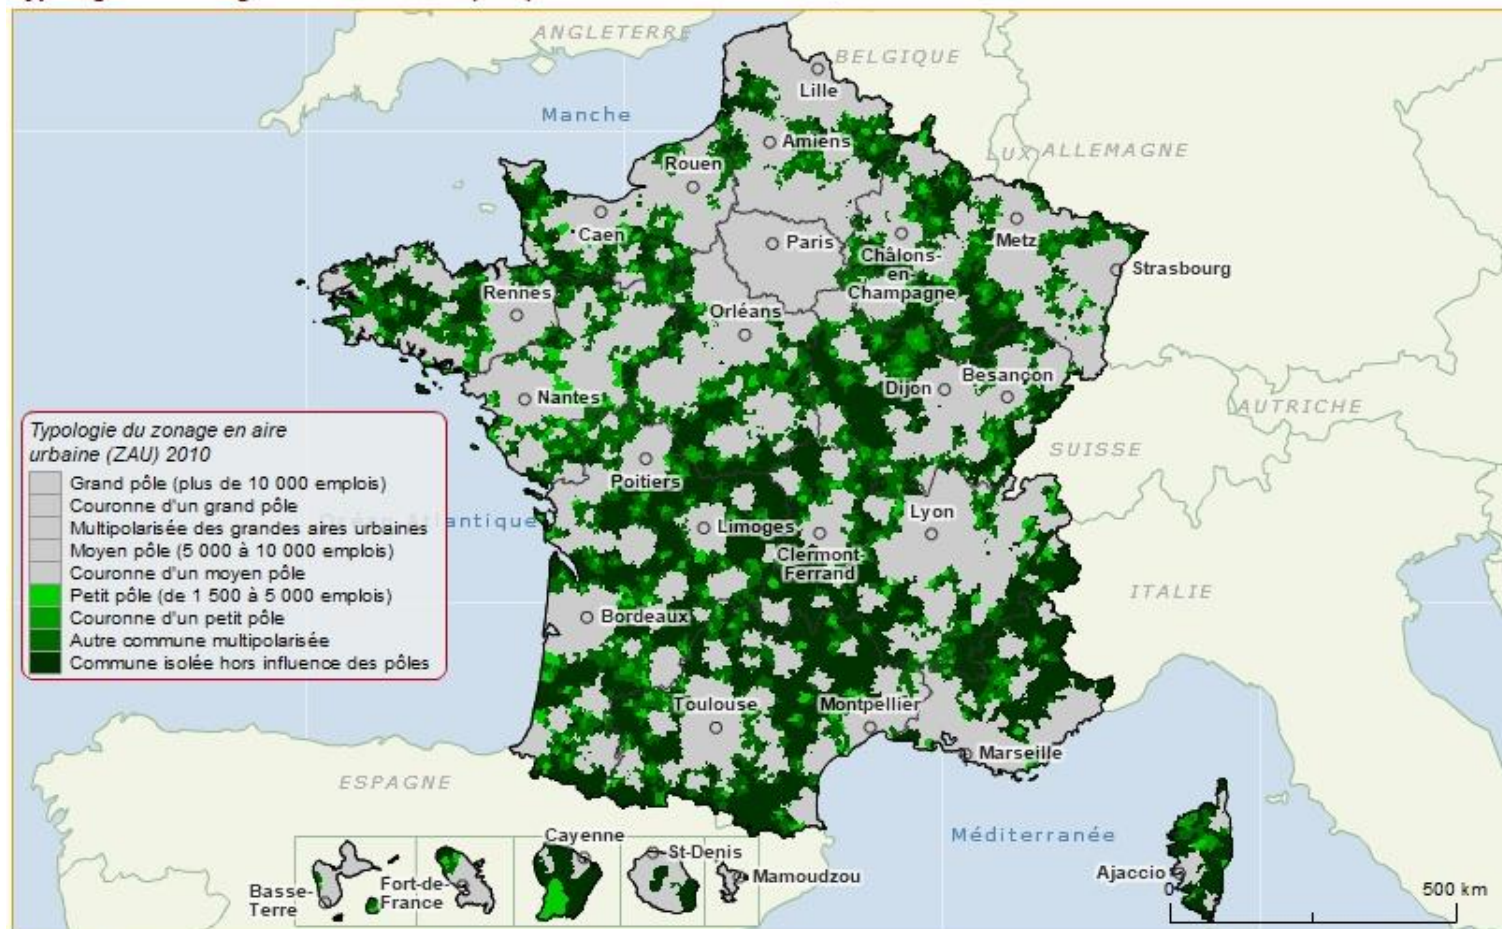 ANGLETERRE
BELGIQUE
Lille
Manche
Amiens
LUX
ALLEMAGNE
Rouen
Caen
Paris
Châlons-
en-
Champagne
Metz
Strasbourg
Rennes
Orléans
Nantes
Dijon
Besançon
AUTRICHE
SUISSE
Typologie du zonage en aire
urbaine (ZAU) 2010
Grand pôle (plus de 10 000 emplois)
Couronne d'un grand pôle
Multipolarisée des grandes aires urbaines
Moyen pôle (5 000 à 10 000 emplois)
Couronne d'un moyen pôle
Petit pôle (de 1 500 à 5 000 emplois)
Couronne d'un petit pôle
Autre commune multipolarisée
Commune isolée hors influence des pôles
Poitiers
Atlantique
Limoges
Clermont-
Ferrand
Lyon
ITALIE
Bordeaux
Toulouse
Montpellier
Marseille
ESPAGNE
Méditerranée
Cayenne
St-Denis
Mamoudzou
Basse-
Terre
Fort-de-
France
Ajaccio
0
500 km